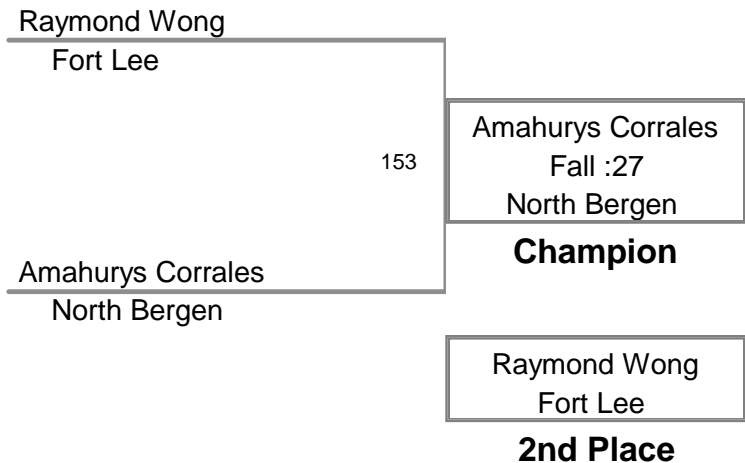 Raymond Wong
Fort Lee
153
Amahurys Corrales
Fall :27
North Bergen
Champion
Amahurys Corrales
North Bergen
Raymond Wong
Fort Lee
2nd Place